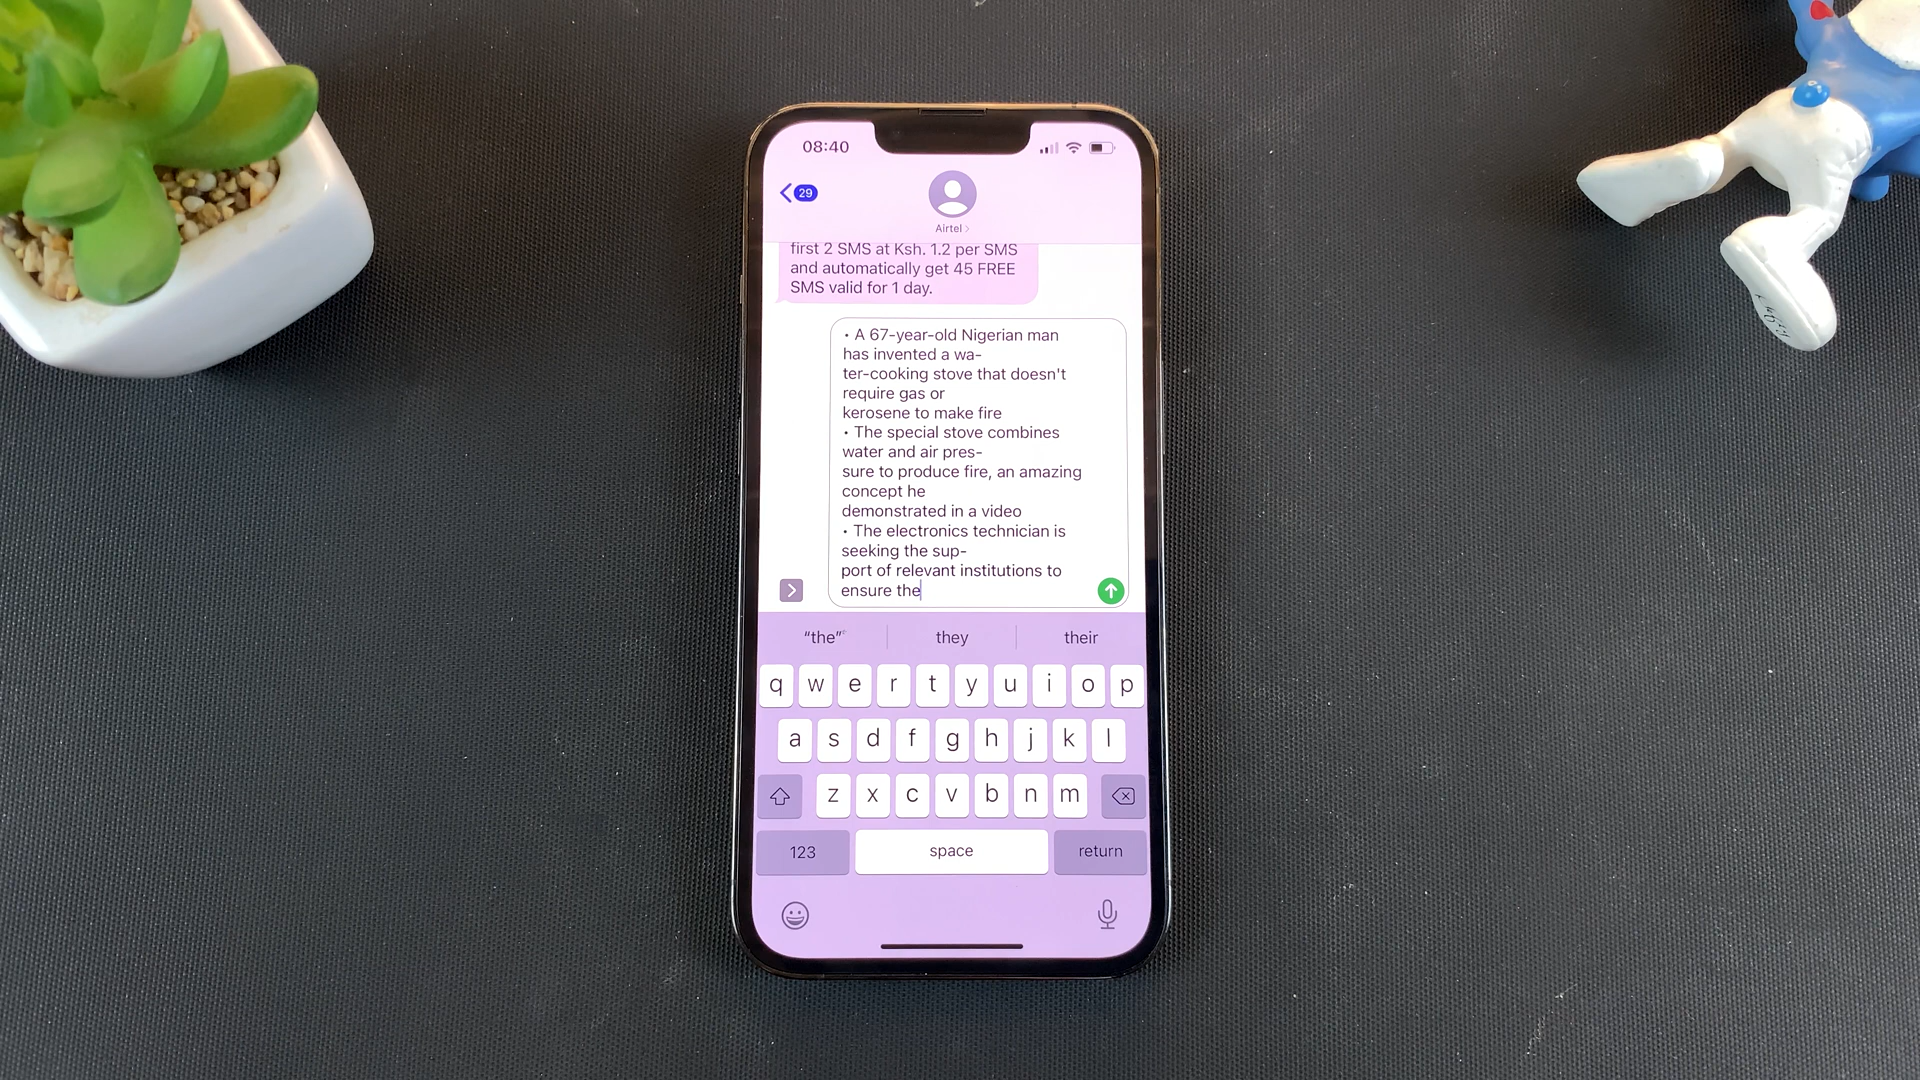 08:40
29
Airtel
first 2 SMS at Ksh. 1.2 per SMS
and automatically get 45 FREE
SMS valid for 1 day.
• A 67-year-old Nigerian man
has invented a wa-
ter-cooking stove that doesn't
require gas or
kerosene to make fire
• The special stove combines
water and air pres-
sure to produce fire, an amazing
concept he
demonstrated in a video
• The electronics technician is
seeking the sup-
port of relevant institutions to
ensure the
“the” they their
q w e r t y u i o p
a s d f g h j k l
z x c v b n m
123 space return